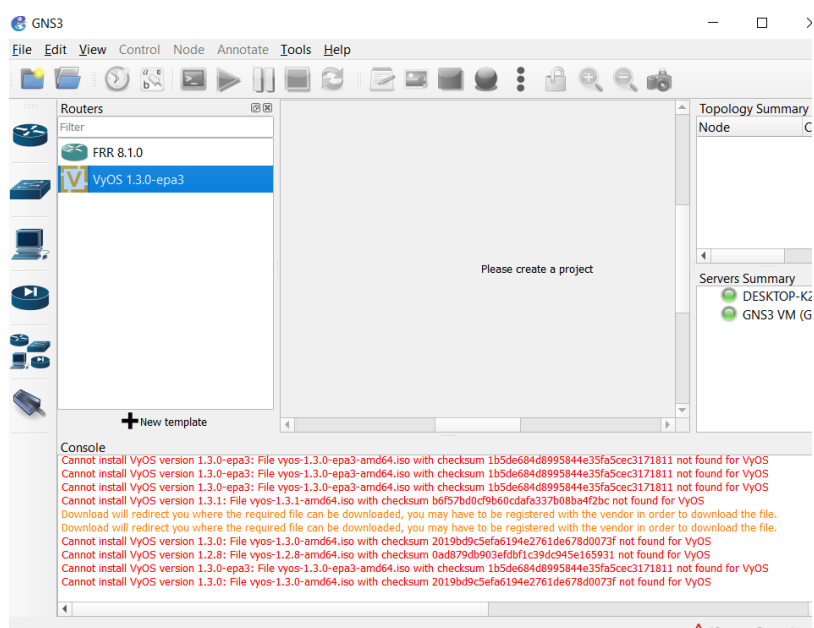 GNS3
File Edit View Control Node Annotate Tools Help
Routers
Filter
FRR 8.1.0
VyOS 1.3.0-epa3
New template
Please create a project
Topology Summary
Node
Servers Summary
DESKTOP-K2
GNS3 VM (G
Console
Cannot install VyOS version 1.3.0-epa3: File vyos-1.3.0-epa3-amd64.iso with checksum 1b5de684d8995844e35fa5cec3171811 not found for VyOS
Cannot install VyOS version 1.3.0-epa3: File vyos-1.3.0-epa3-amd64.iso with checksum 1b5de684d8995844e35fa5cec3171811 not found for VyOS
Cannot install VyOS version 1.3.0-epa3: File vyos-1.3.0-epa3-amd64.iso with checksum 1b5de684d8995844e35fa5cec3171811 not found for VyOS
Cannot install VyOS version 1.3.1: File vyos-1.3.1-amd64.iso with checksum b6f57bd0cf9b60cdafa337b08ba4f2bc not found for VyOS
Download will redirect you where the required file can be downloaded, you may have to be registered with the vendor in order to download the file.
Download will redirect you where the required file can be downloaded, you may have to be registered with the vendor in order to download the file.
Cannot install VyOS version 1.3.0: File vyos-1.3.0-amd64.iso with checksum 2019bd9c5efa6194e2761de678d0073f not found for VyOS
Cannot install VyOS version 1.2.8: File vyos-1.2.8-amd64.iso with checksum 0ad879db903efdbf1c39dc945e165931 not found for VyOS
Cannot install VyOS version 1.3.0-epa3: File vyos-1.3.0-epa3-amd64.iso with checksum 1b5de684d8995844e35fa5cec3171811 not found for VyOS
Cannot install VyOS version 1.3.0: File vyos-1.3.0-amd64.iso with checksum 2019bd9c5efa6194e2761de678d0073f not found for VyOS